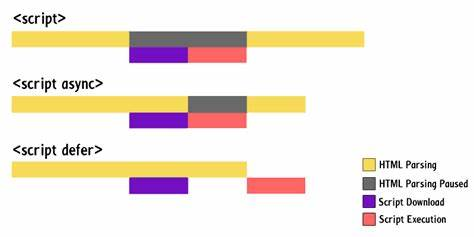 <script>
<script async>
<script defer>
HTML Parsing
HTML Parsing Paused
Script Download
Script Execution